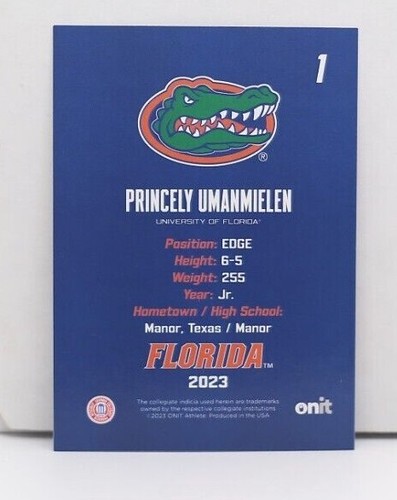 1
®
PRINCELY UMANMIELEN
UNIVERSITY OF FLORIDA
Position: EDGE
Height: 6-5
Weight: 255
Year: Jr.
Hometown / High School:
Manor, Texas / Manor
FLORIDA™
2023
The collegiate indicia used hereon are trademarks
owned by the respective collegiate institutions
©2023 ONIT Athlete. Produced in the USA
onit